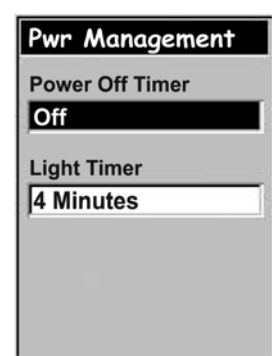 Pwr Management
Power Off Timer
Off
Light Timer
4 Minutes